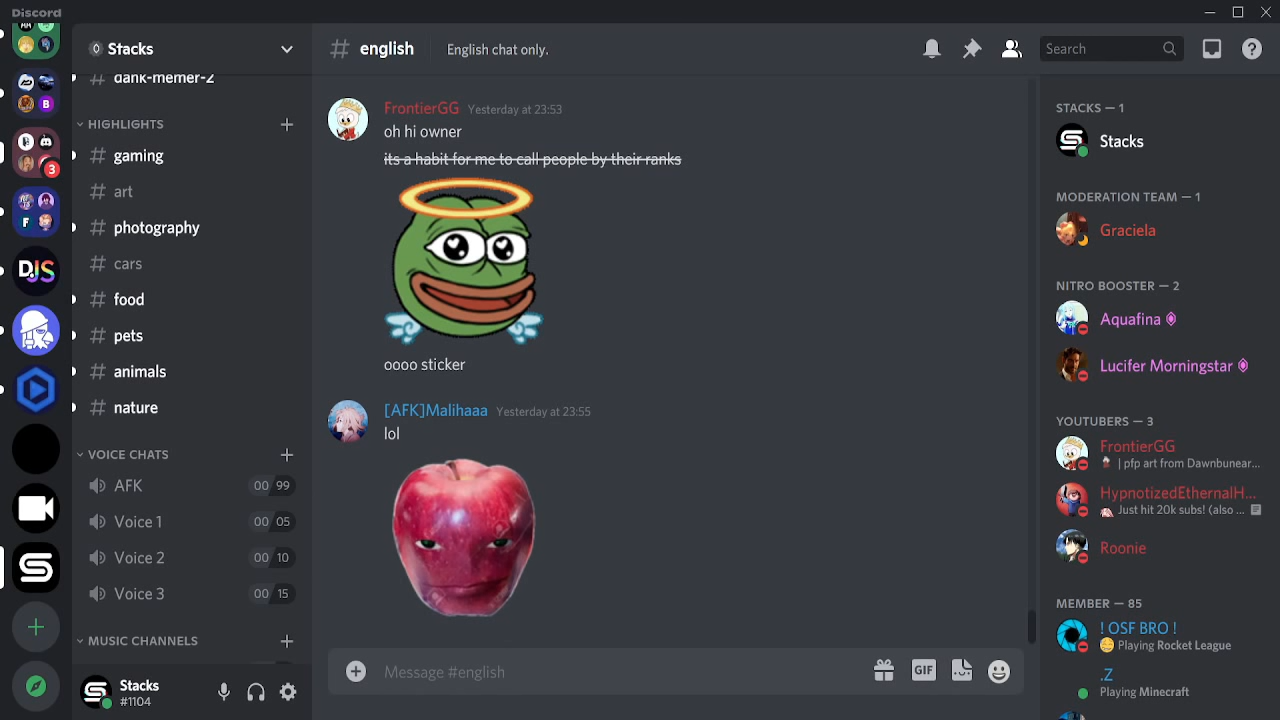 Discord
Stacks
dank-memer-2
HIGHLIGHTS
gaming
art
photography
cars
food
pets
animals
nature
VOICE CHATS
AFK 00 99
Voice 1 00 05
Voice 2 00 10
Voice 3 00 15
MUSIC CHANNELS
Stacks
#1104
3
F
B
DJS
# english English chat only.
Search
FrontierGG Yesterday at 23:53
oh hi owner
its a habit for me to call people by their ranks
oooo sticker
[AFK]Malihaaa Yesterday at 23:55
lol
Message #english
GIF
STACKS — 1
Stacks
MODERATION TEAM — 1
Graciela
NITRO BOOSTER — 2
Aquafina
Lucifer Morningstar
YOUTUBERS — 3
FrontierGG
| pfp art from Dawnbunear...
HypnotizedEthernalH...
Just hit 20k subs! (also ...
Roonie
MEMBER — 85
! OSF BRO !
Playing Rocket League
.Z
Playing Minecraft